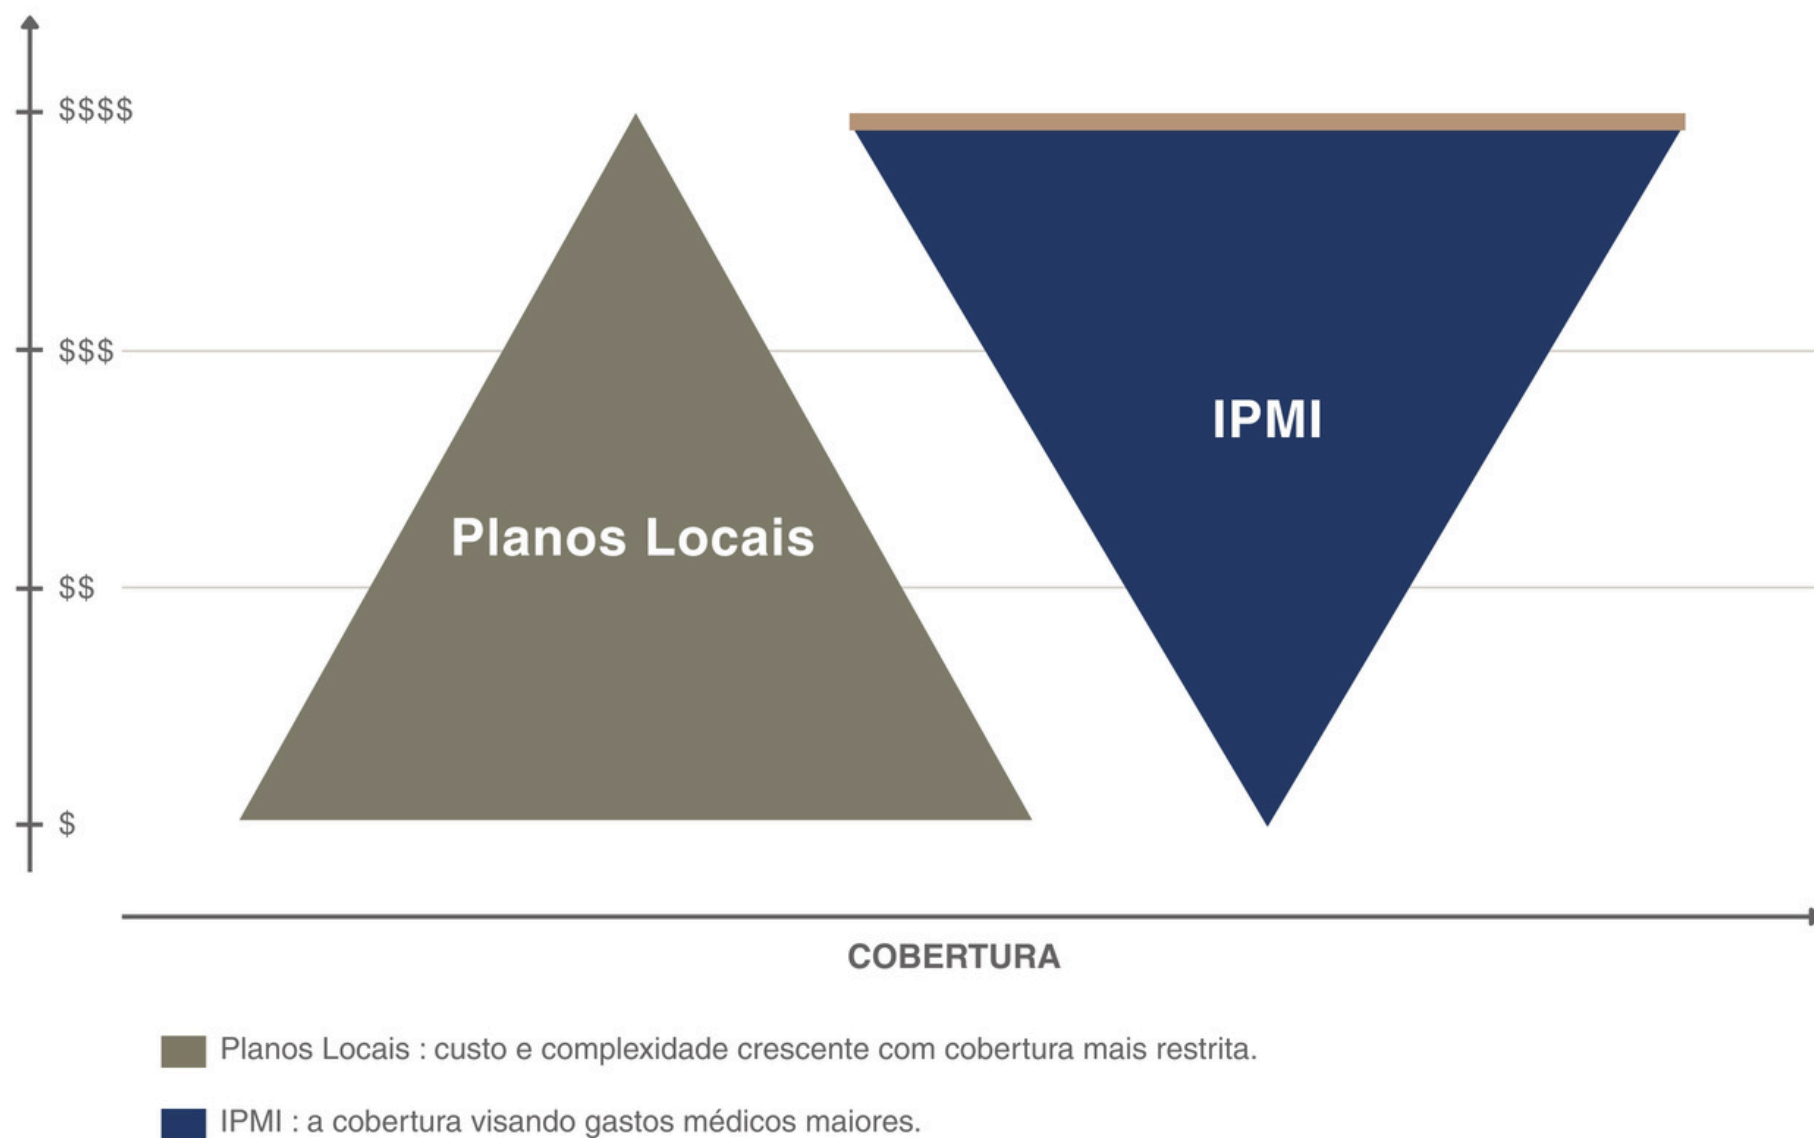 $$$$
$$$
IPMI
Planos Locais
$$
$
COBERTURA
Planos Locais : custo e complexidade crescente com cobertura mais restrita.
IPMI : a cobertura visando gastos médicos maiores.